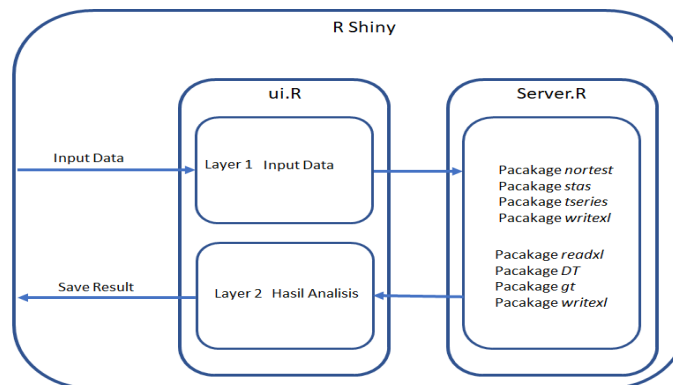 R Shiny
ui.R
Server.R
Input Data
Layer 1 Input Data
Pacakage nortest
Pacakage stas
Pacakage tseries
Pacakage writexl
Pacakage readxl
Pacakage DT
Pacakage gt
Pacakage writexl
Save Result
Layer 2 Hasil Analisis